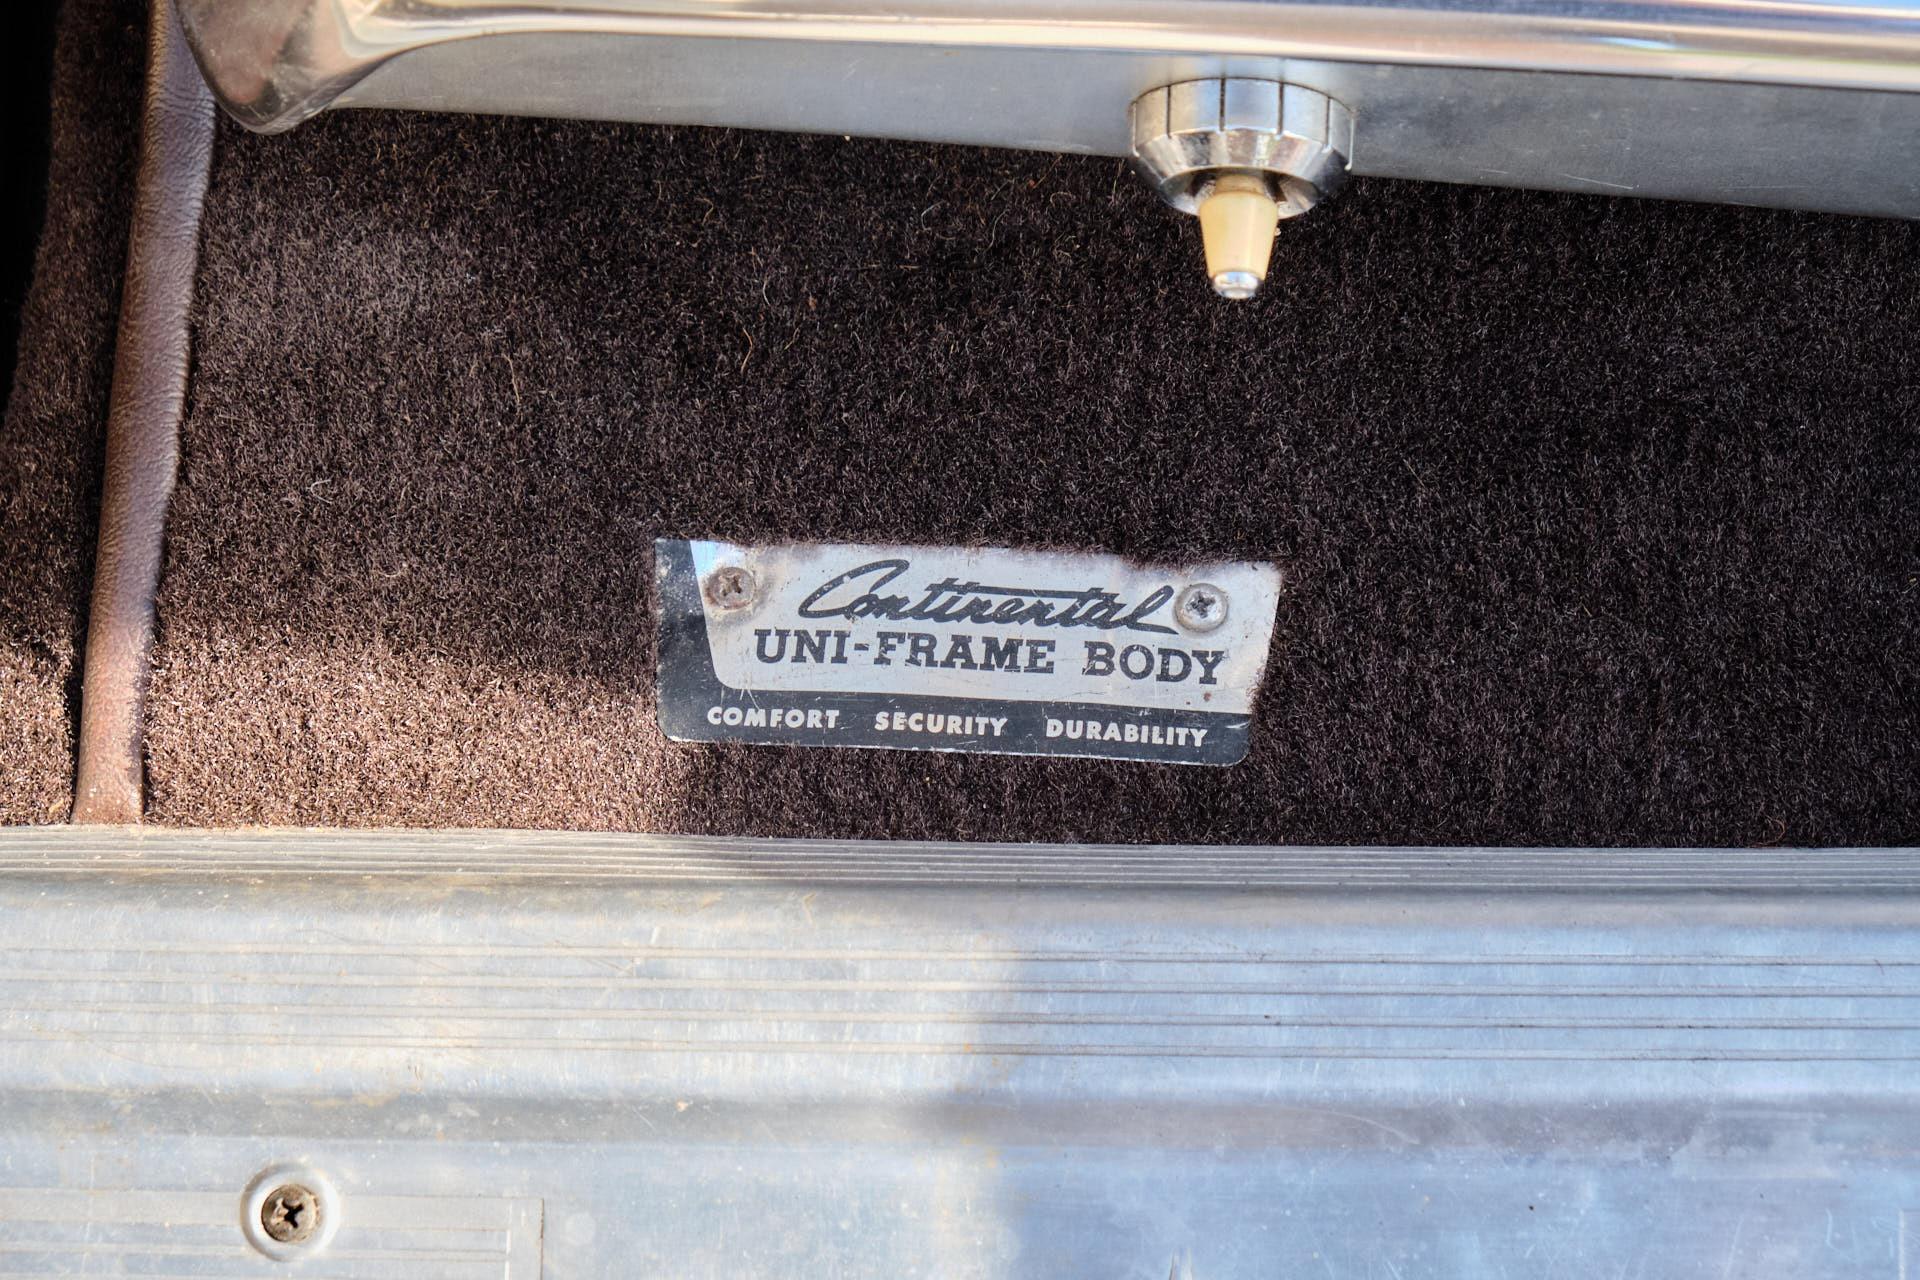 Continental
UNI-FRAME BODY
COMFORT SECURITY DURABILITY